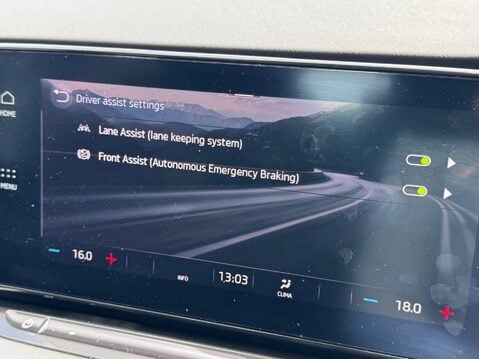 Driver assist settings
HOME
Lane Assist (lane keeping system)
Front Assist (Autonomous Emergency Braking)
MENU
16.0
INFO
13:03
CLIMA
18.0